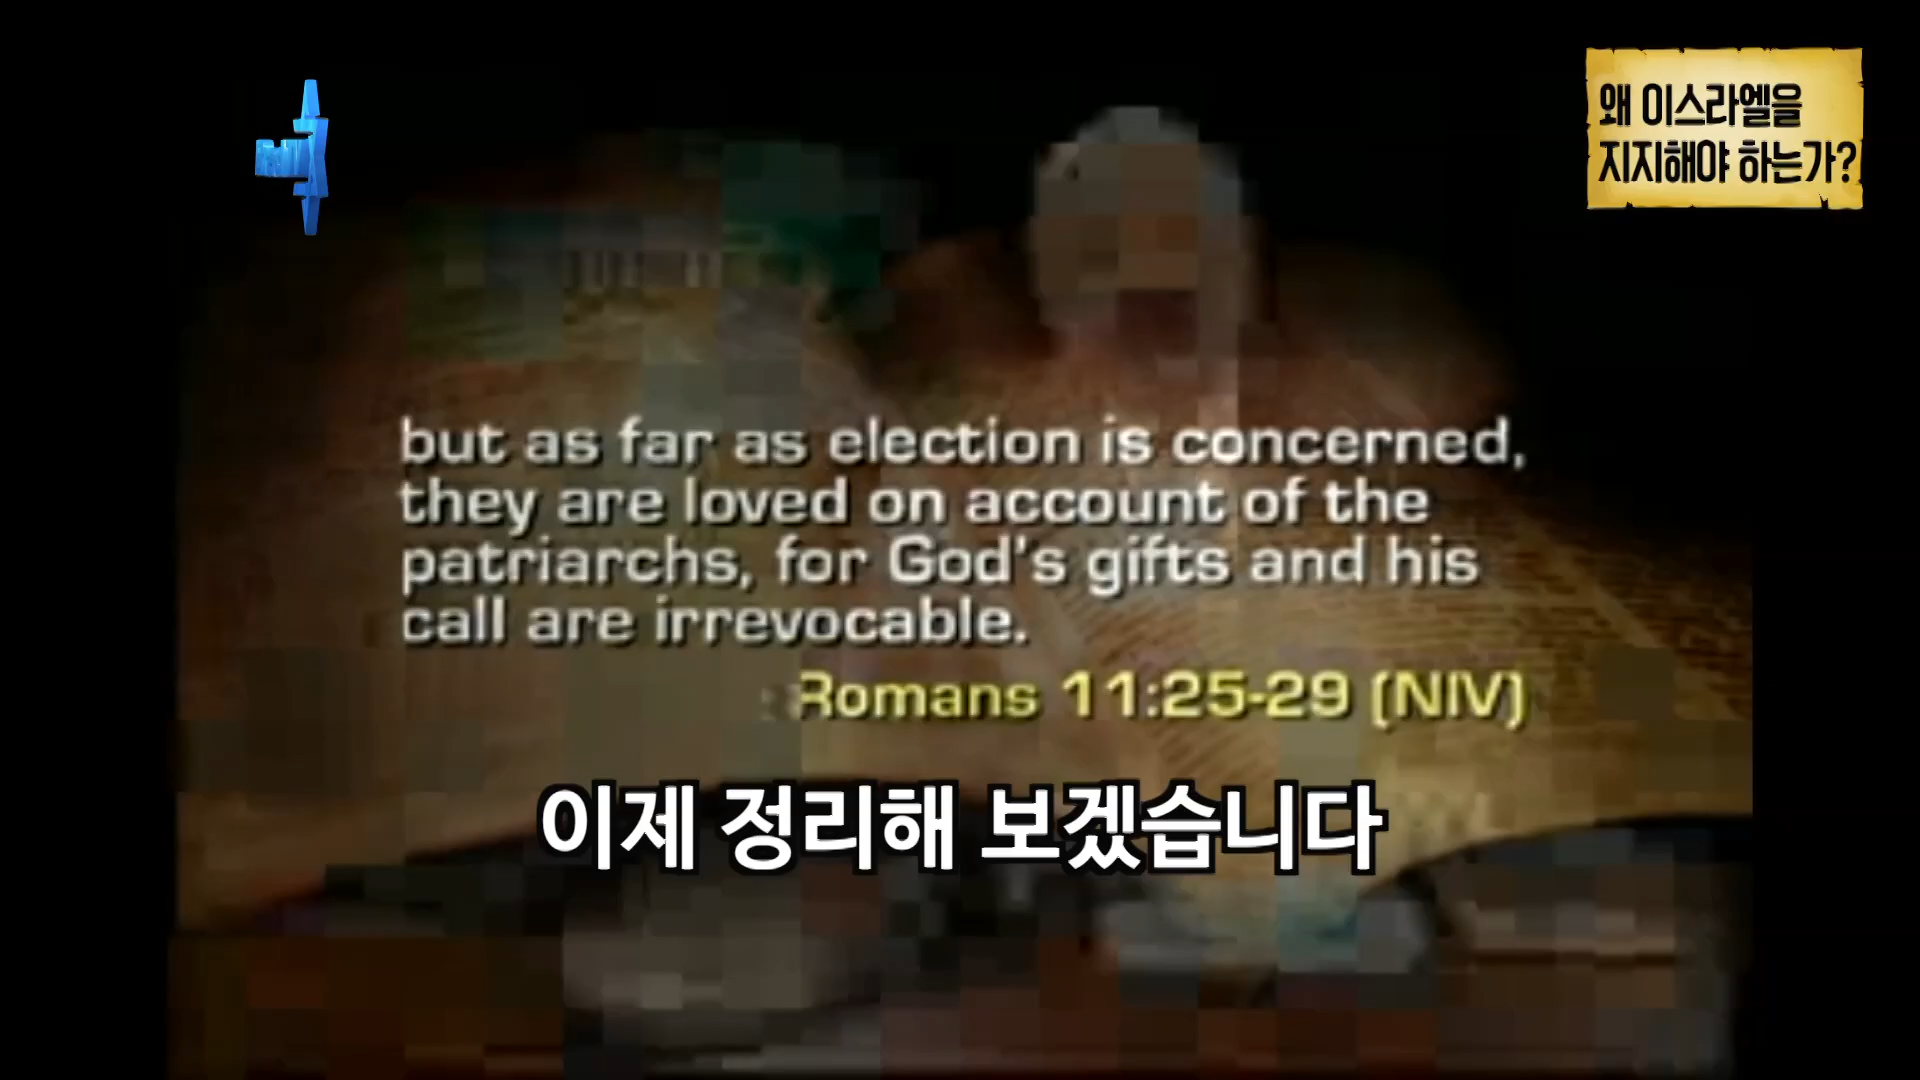 왜 이스라엘을
지지해야 하는가?
but as far as election is concerned,
they are loved on account of the
patriarchs, for God's gifts and his
call are irrevocable.
Romans 11:25-29 (NIV)
이제 정리해 보겠습니다